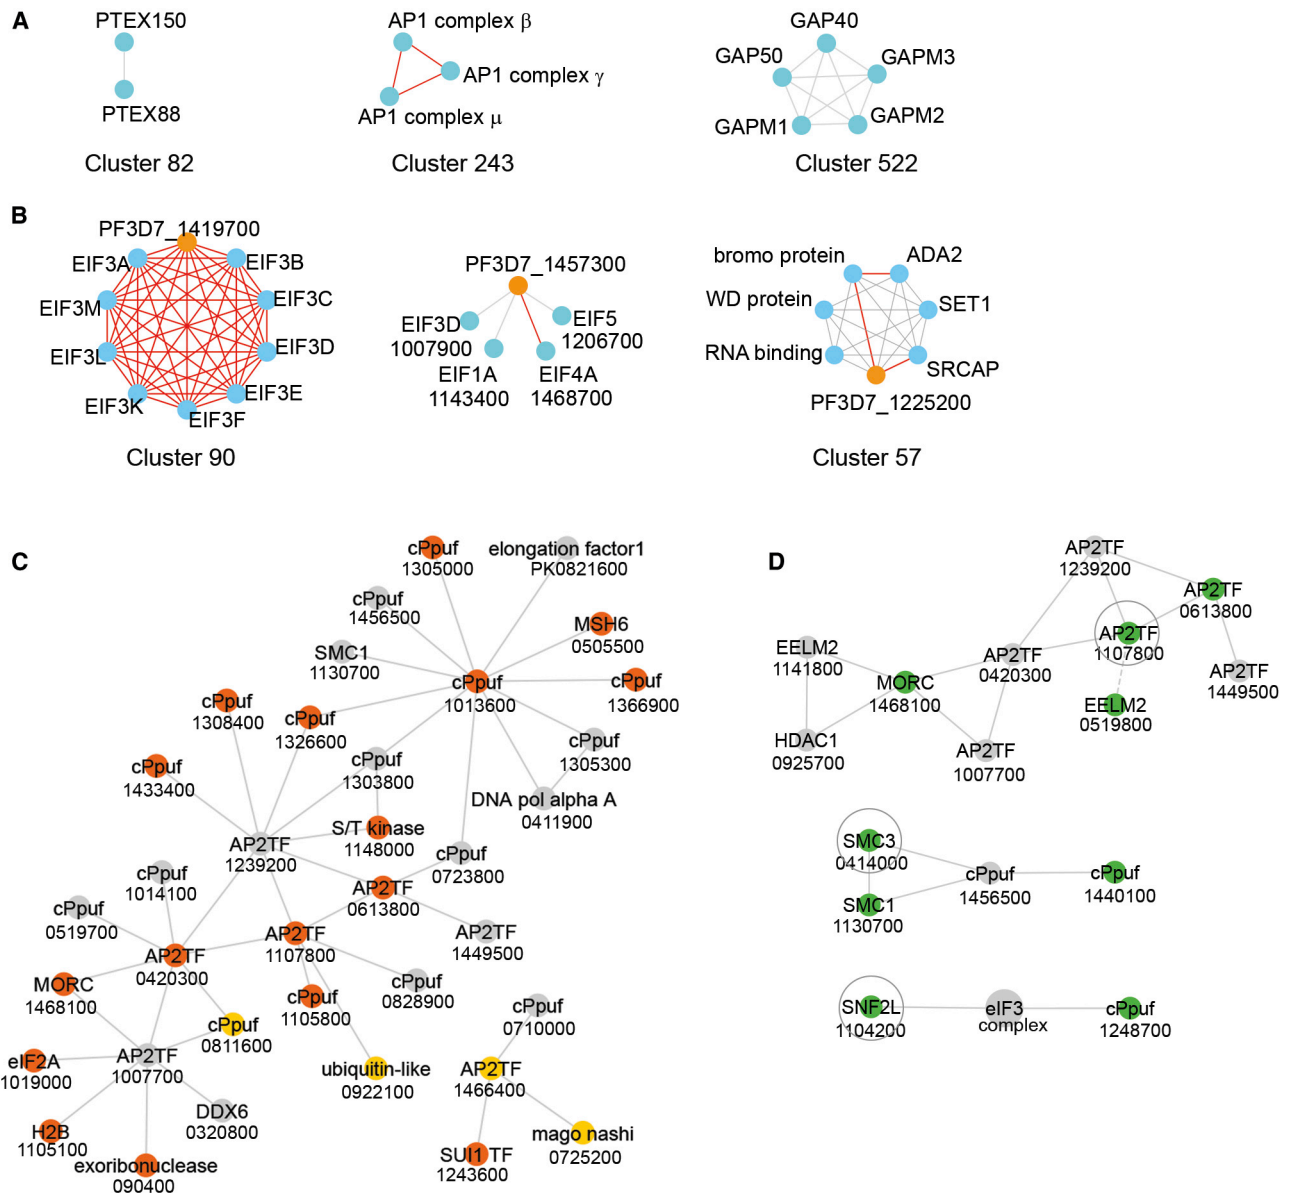 A
PTEX150
PTEX88
Cluster 82
AP1 complex β
AP1 complex γ
AP1 complex μ
Cluster 243
GAP40
GAP50
GAPM3
GAPM1
GAPM2
Cluster 522
B
PF3D7_1419700
EIF3A
EIF3B
EIF3M
EIF3C
EIF3L
EIF3D
EIF3K
EIF3E
EIF3F
Cluster 90
PF3D7_1457300
EIF3D
1007900
EIF5
1206700
EIF1A
1143400
EIF4A
1468700
bromo protein
ADA2
WD protein
SET1
RNA binding
SRCAP
PF3D7_1225200
Cluster 57
C
cPpuf
1305000
elongation factor1
PK0821600
cPpuf
1456500
MSH6
0505500
SMC1
1130700
cPpuf
1013600
cPpuf
1366900
cPpuf
1308400
cPpuf
1326600
cPpuf
1305300
cPpuf
1433400
cPpuf
1303800
DNA pol alpha A
0411900
S/T kinase
1148000
AP2TF
1239200
cPpuf
0723800
cPpuf
1014100
AP2TF
0613800
cPpuf
0519700
AP2TF
1107800
AP2TF
1449500
AP2TF
0420300
MORC
1468100
cPpuf
0828900
cPpuf
1105800
cPpuf
0710000
cPpuf
0811600
eIF2A
1019000
AP2TF
1007700
ubiquitin-like
0922100
AP2TF
1466400
DDX6
0320800
H2B
1105100
mago nashi
0725200
exoribonuclease
090400
SUI1 TF
1243600
D
AP2TF
1239200
AP2TF
0613800
AP2TF
1107800
EELM2
1141800
AP2TF
0420300
AP2TF
1449500
MORC
1468100
EELM2
0519800
HDAC1
0925700
AP2TF
1007700
SMC3
0414000
cPpuf
1456500
cPpuf
1440100
SMC1
1130700
SNF2L
1104200
eIF3
complex
cPpuf
1248700